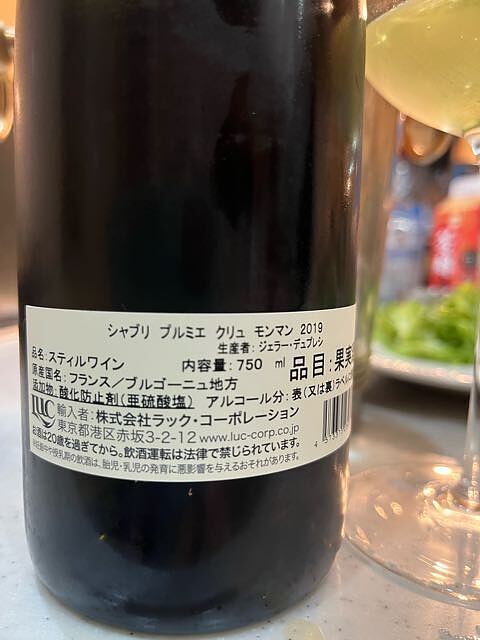 シャブリ プルミエ クリュ モンマン 2019
生産者：ジェラー・デュプレシ
品名：スティルワイン 内容量：750 ml 品目：果実
原産国名：フランス／ブルゴーニュ地方
添加物：酸化防止剤（亜硫酸塩） アルコール分：表（又は裏）ラベルに
LUC 輸入者：株式会社ラック・コーポレーション
東京都港区赤坂3-2-12 www.luc-corp.co.jp
お酒は20歳を過ぎてから。飲酒運転は法律で禁じられています。
妊娠中や授乳期の飲酒は、胎児・乳児の発育に悪影響を与えるおそれがあります。